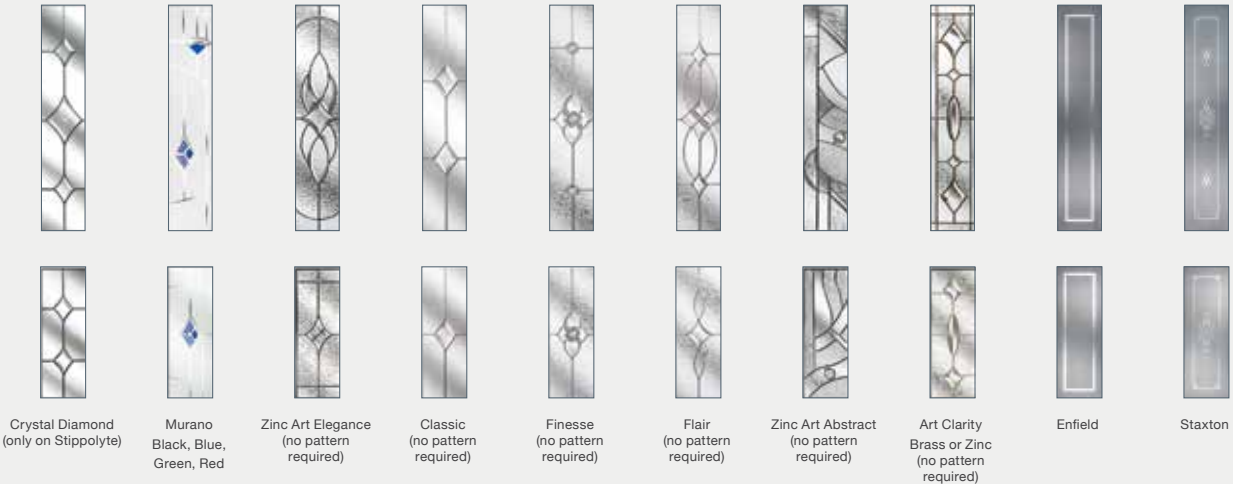 Crystal Diamond
(only on Stippolyte)
Murano
Black, Blue,
Green, Red
Zinc Art Elegance
(no pattern
required)
Classic
(no pattern
required)
Finesse
(no pattern
required)
Flair
(no pattern
required)
Zinc Art Abstract
(no pattern
required)
Art Clarity
Brass or Zinc
(no pattern
required)
Enfield
Staxton